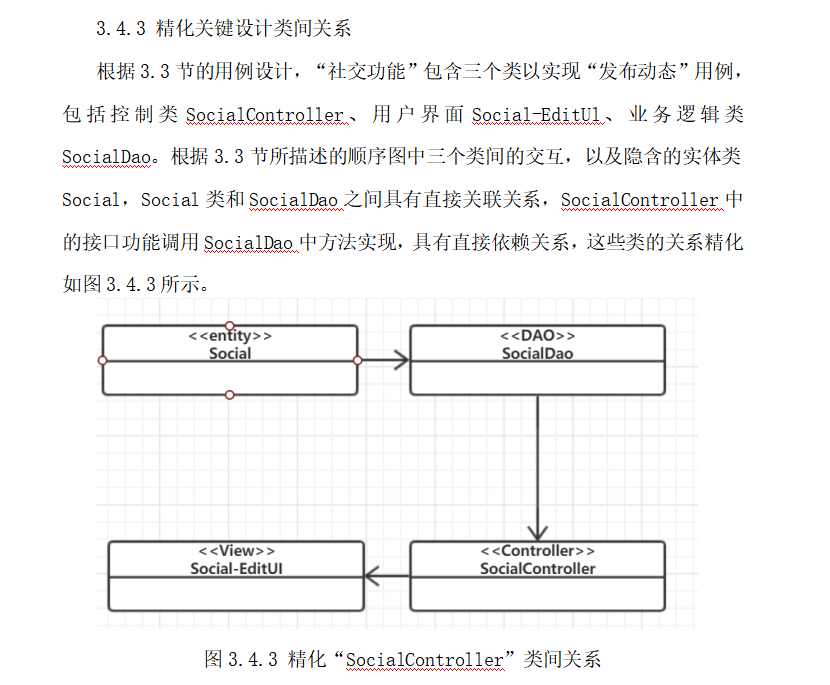 3.4.3 精化关键设计类间关系
根据3.3节的用例设计，“社交功能”包含三个类以实现“发布动态”用例，
包括控制类 SocialController、用户界面 Social-EditUl、业务逻辑类
SocialDao。根据3.3节所描述的顺序图中三个类间的交互，以及隐含的实体类
Social，Social 类和 SocialDao 之间具有直接关联关系，SocialController 中
的接口功能调用 SocialDao 中方法实现，具有直接依赖关系，这些类的关系精化
如图3.4.3所示。
<<entity>>
Social
<<DAO>>
SocialDao
<<View>>
Social-EditUI
<<Controller>>
SocialController
图3.4.3 精化“SocialController”类间关系